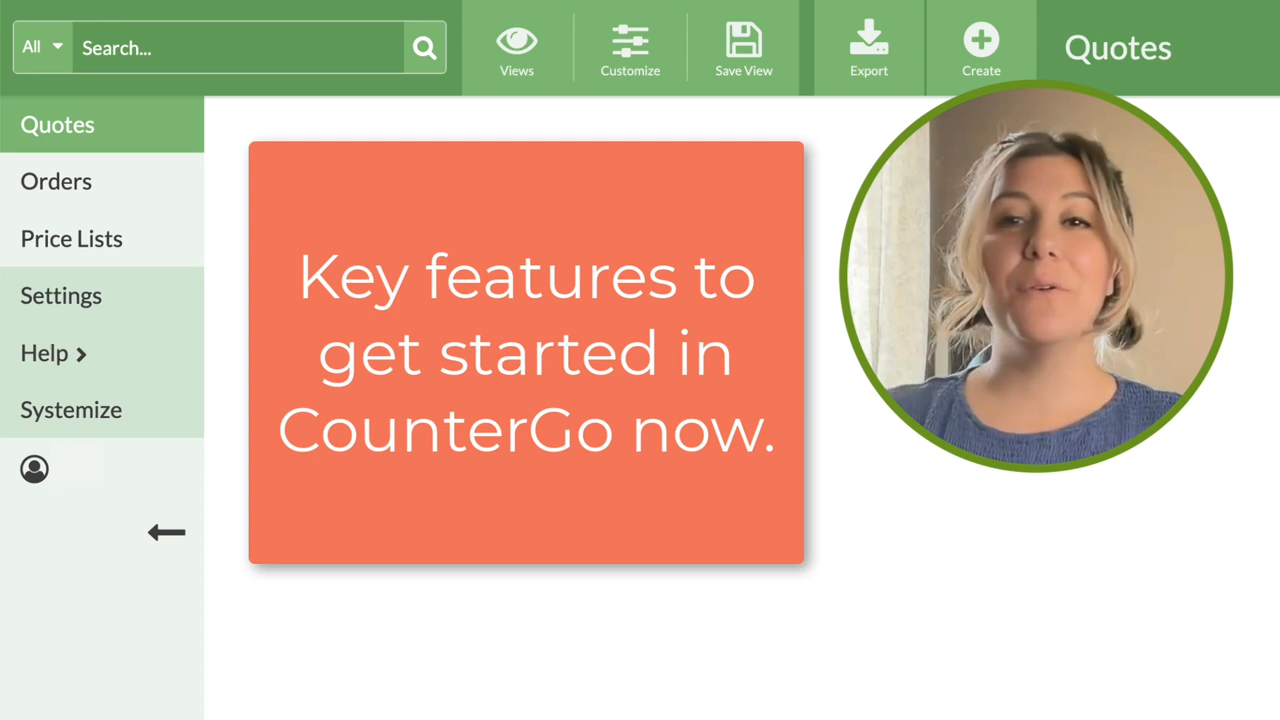 All
Search...
Views
Customize
Save View
Export
Create
Quotes
Quotes
Orders
Price Lists
Settings
Help
Systemize
Key features to
get started in
CounterGo now.